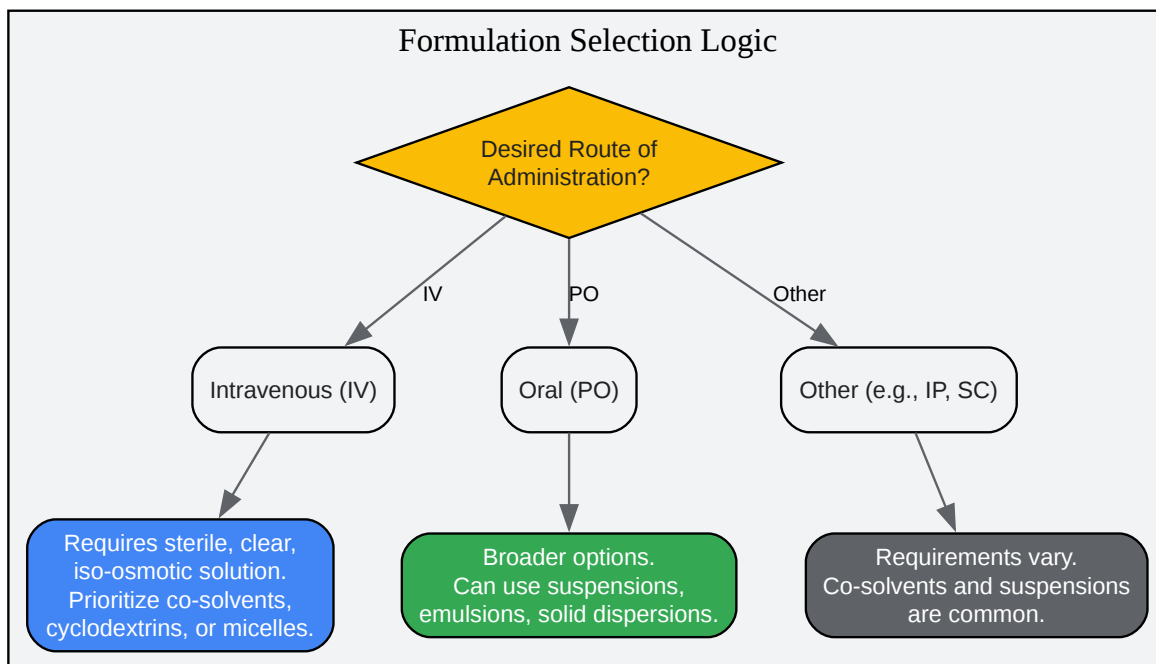 Formulation Selection Logic
Desired Route of
Administration?
IV
PO
Other
Intravenous (IV)
Oral (PO)
Other (e.g., IP, SC)
Requires sterile, clear,
iso-osmotic solution.
Prioritize co-solvents,
cyclodextrins, or micelles.
Broader options.
Can use suspensions,
emulsions, solid dispersions.
Requirements vary.
Co-solvents and suspensions
are common.